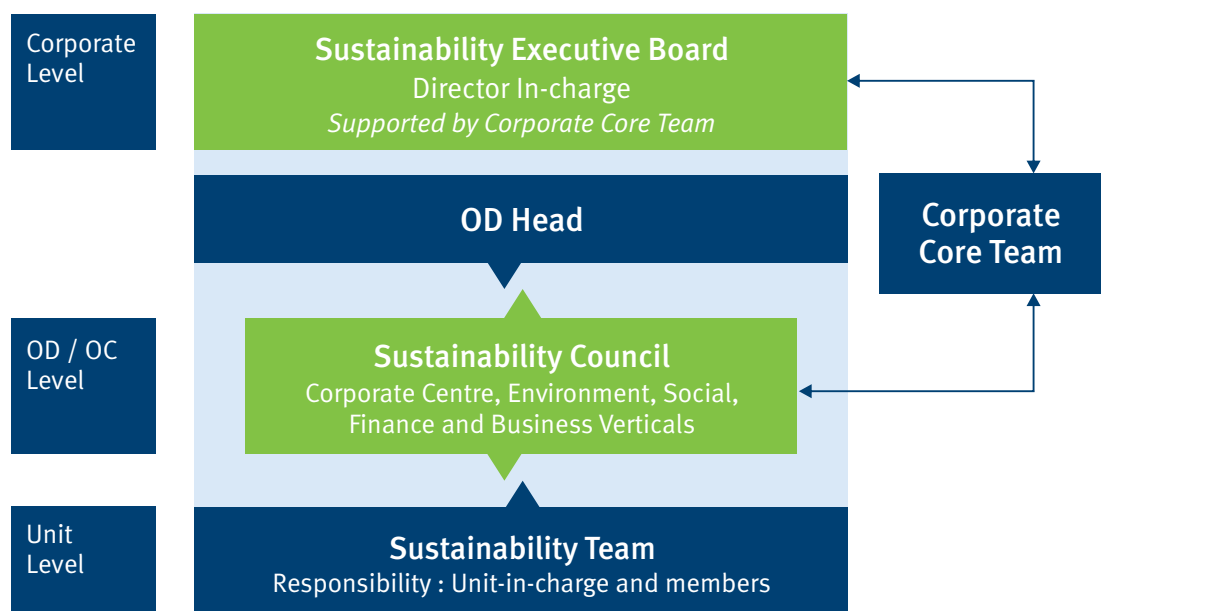 Corporate
Level
Sustainability Executive Board
Director In-charge
Supported by Corporate Core Team
OD Head
Corporate
Core Team
OD / OC
Level
Sustainability Council
Corporate Centre, Environment, Social,
Finance and Business Verticals
Unit
Level
Sustainability Team
Responsibility : Unit-in-charge and members